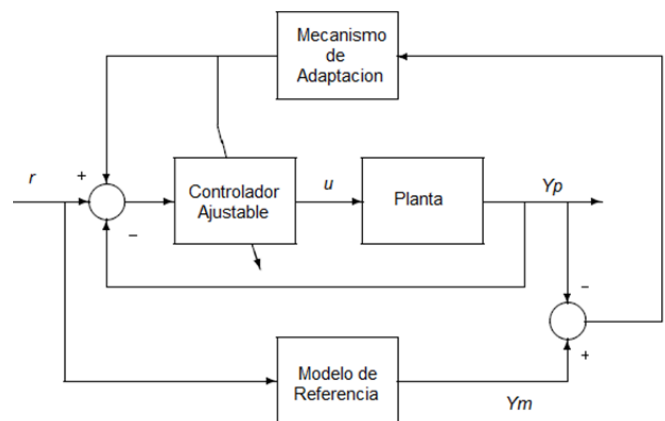 Mecanismo
de
Adaptacion
r
+
−
Controlador
Ajustable
u
Planta
Yp
−
+
Modelo de
Referencia
Ym